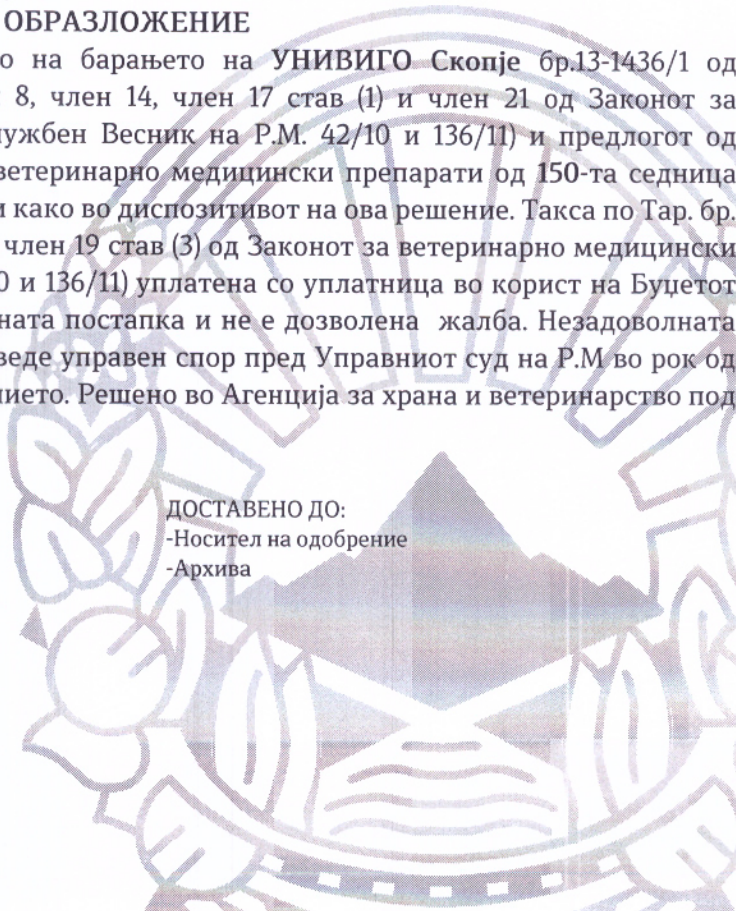 ОБРАЗЛОЖЕНИЕ
о на барањето на УНИВИГО Скопје бр.13-1436/1 од
8, член 14, член 17 став (1) и член 21 од Законот за
лужбен Весник на Р.М. 42/10 и 136/11) и предлогот од
ветеринарно медицински препарати од 150-та седница
и како во диспозитивот на ова решение. Такса по Тар. бр.
член 19 став (3) од Законот за ветеринарно медицински
0 и 136/11) уплатена со уплатница во корист на Буџетот
ната постапка и не е дозволена жалба. Незадоволната
веде управен спор пред Управниот суд на Р.М во рок од
нието. Решено во Агенција за храна и ветеринарство под
ДОСТАВЕНО ДО:
-Носител на одобрение
-Архива